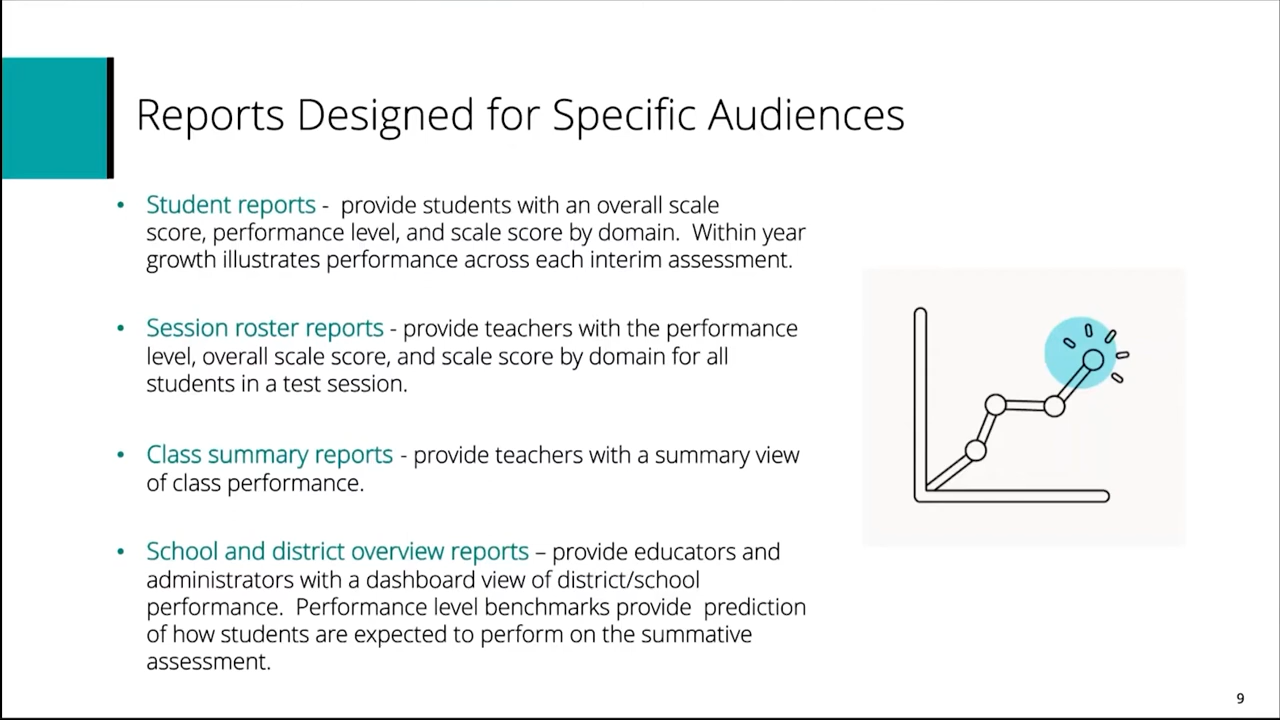 Reports Designed for Specific Audiences
• Student reports - provide students with an overall scale
score, performance level, and scale score by domain. Within year
growth illustrates performance across each interim assessment.
• Session roster reports - provide teachers with the performance
level, overall scale score, and scale score by domain for all
students in a test session.
• Class summary reports - provide teachers with a summary view
of class performance.
• School and district overview reports – provide educators and
administrators with a dashboard view of district/school
performance. Performance level benchmarks provide prediction
of how students are expected to perform on the summative
assessment.
9